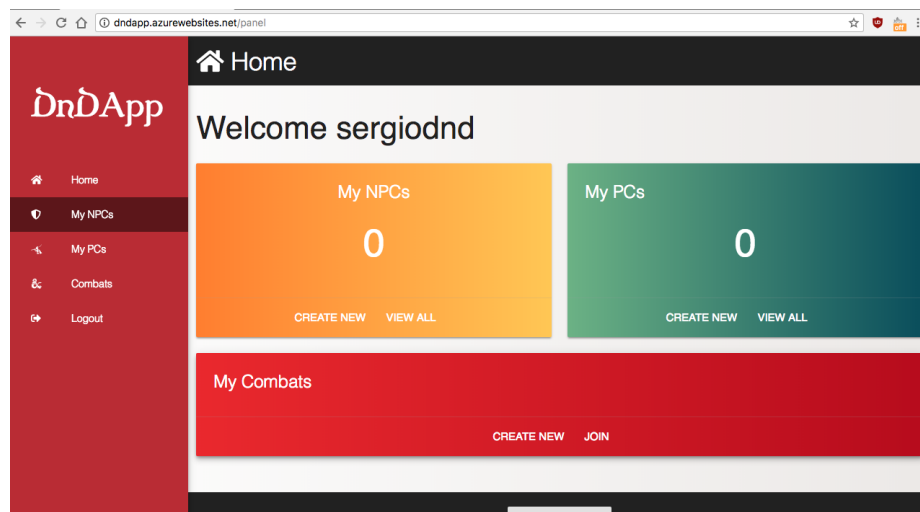 dndapp.azurewebsites.net/panel
off
Home
DnDApp
Welcome sergiodnd
Home
My NPCs
My PCs
Combats
Logout
My NPCs
0
CREATE NEW VIEW ALL
My PCs
0
CREATE NEW VIEW ALL
My Combats
CREATE NEW JOIN